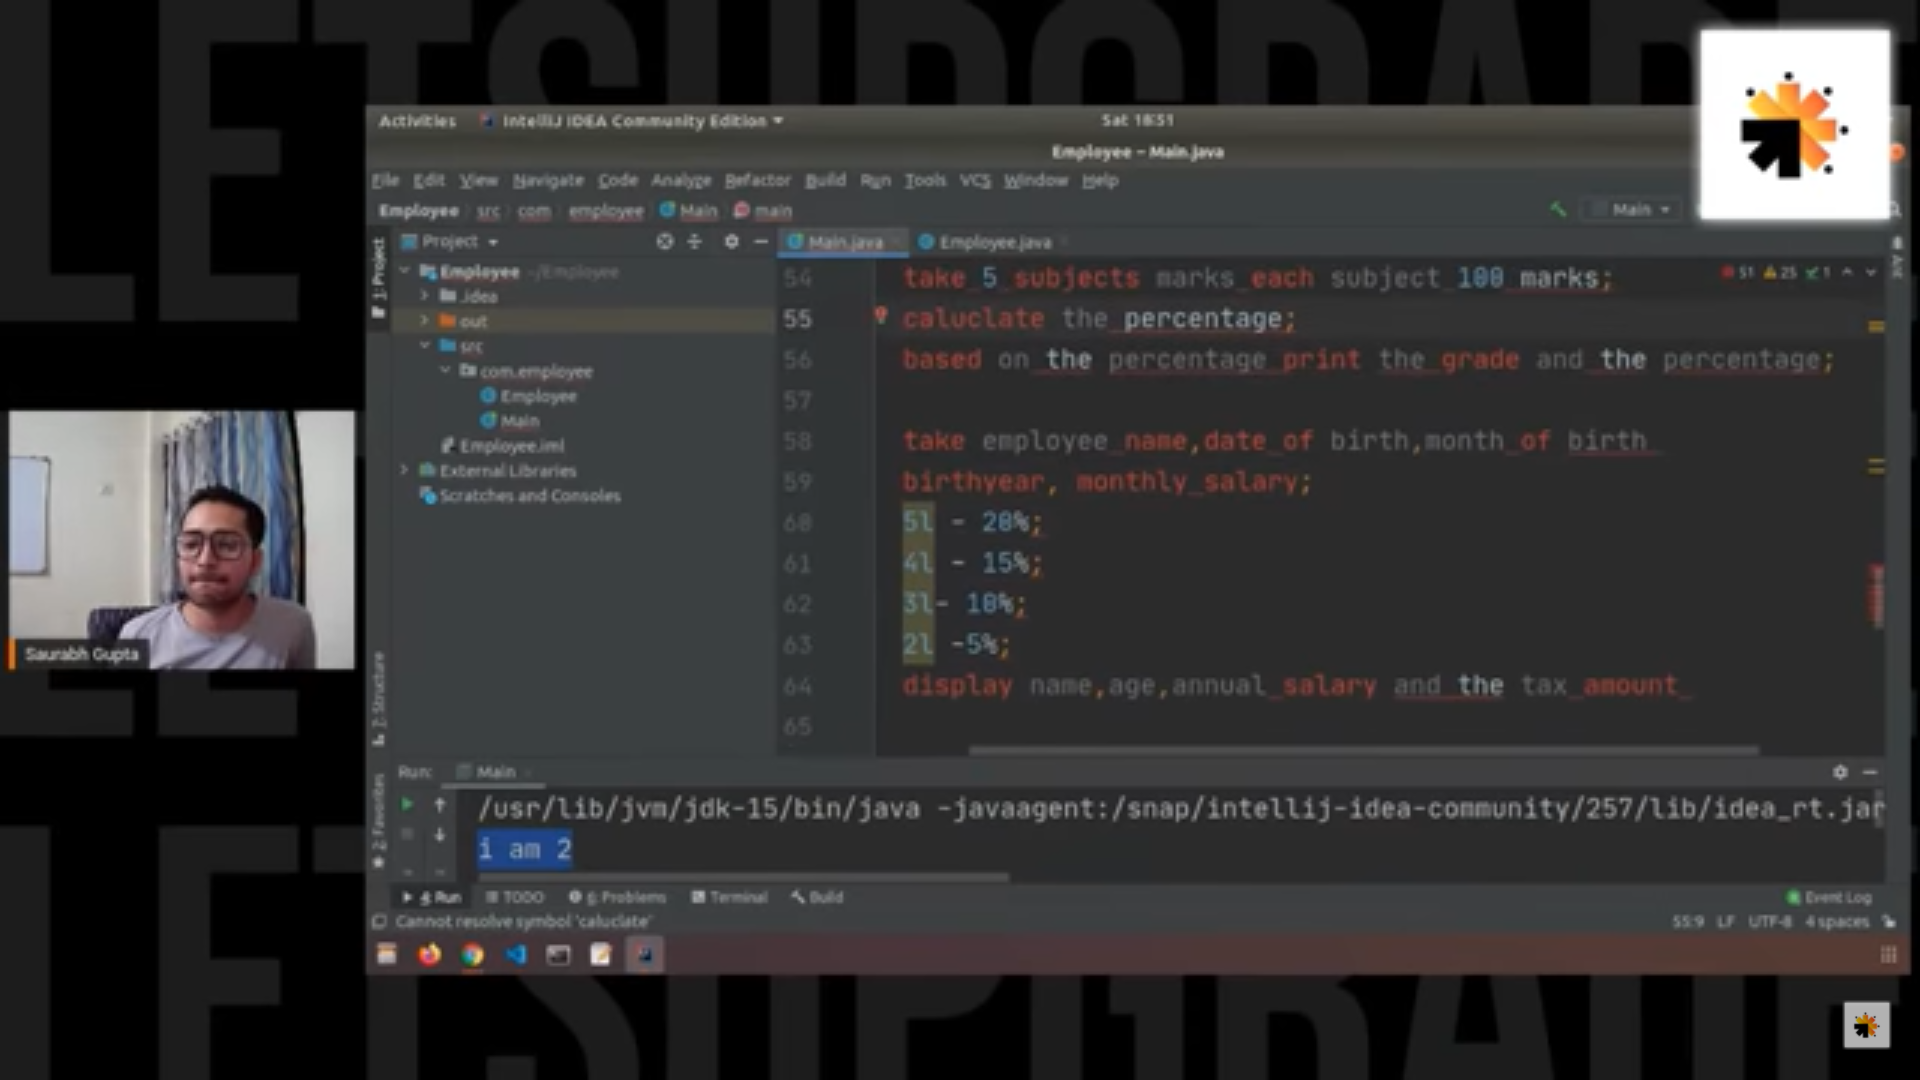 LETSUPGRADE
Activities IntelliJ IDEA Community Edition Sat 18:51
Employee – Main.java
File Edit View Navigate Code Analyze Refactor Build Run Tools VCS Window Help
Employee src com employee Main main Main
Project Main.java Employee.java
1: Project
Employee ~/Employee
.idea
out
src
com.employee
Employee
Main
Employee.iml
External Libraries
Scratches and Consoles
Ant
51 25 1
54 take 5 subjects marks each subject 100 marks;
55 caluclate the percentage;
56 based on the percentage print the grade and the percentage;
57
58 take employee name,date of birth,month of birth
59 birthyear, monthly salary;
60 5l - 20%;
61 4l - 15%;
62 3l- 10%;
63 2l -5%;
64 display name,age,annual salary and the tax amount
65
Saurabh Gupta
7: Structure
2: Favorites
Run: Main
/usr/lib/jvm/jdk-15/bin/java -javaagent:/snap/intellij-idea-community/257/lib/idea_rt.jar
i am 2
4: Run TODO 6: Problems Terminal Build Event Log
Cannot resolve symbol 'caluclate' 55:9 LF UTF-8 4 spaces
LETSUPGRADE